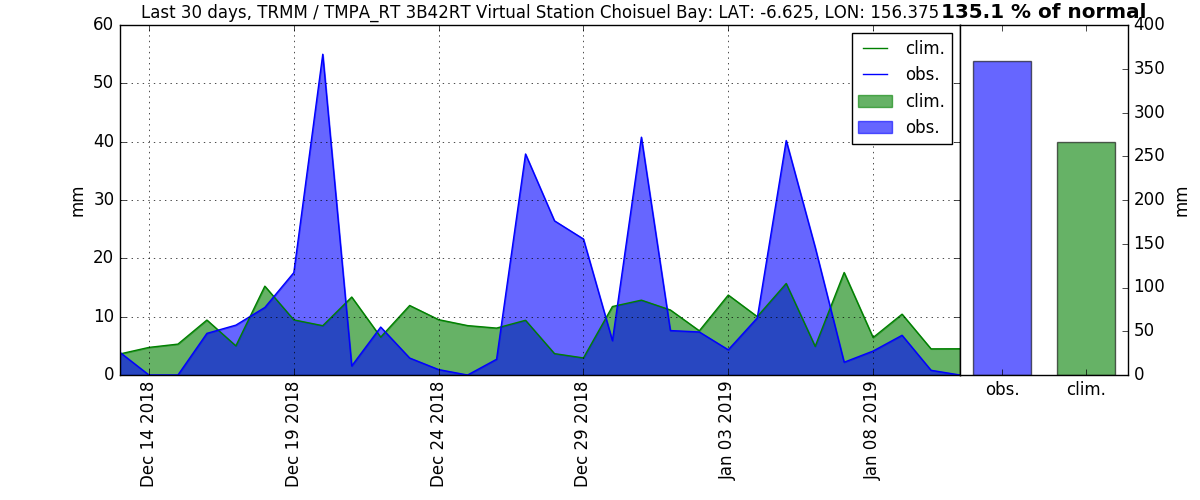 Last 30 days, TRMM / TMPA_RT 3B42RT Virtual Station Choisuel Bay: LAT: -6.625, LON: 156.375
135.1 % of normal
60
50
40
30
20
10
0
mm
clim.
obs.
clim.
obs.
Dec 14 2018
Dec 19 2018
Dec 24 2018
Dec 29 2018
Jan 03 2019
Jan 08 2019
400
350
300
250
200
150
100
50
0
mm
obs.
clim.